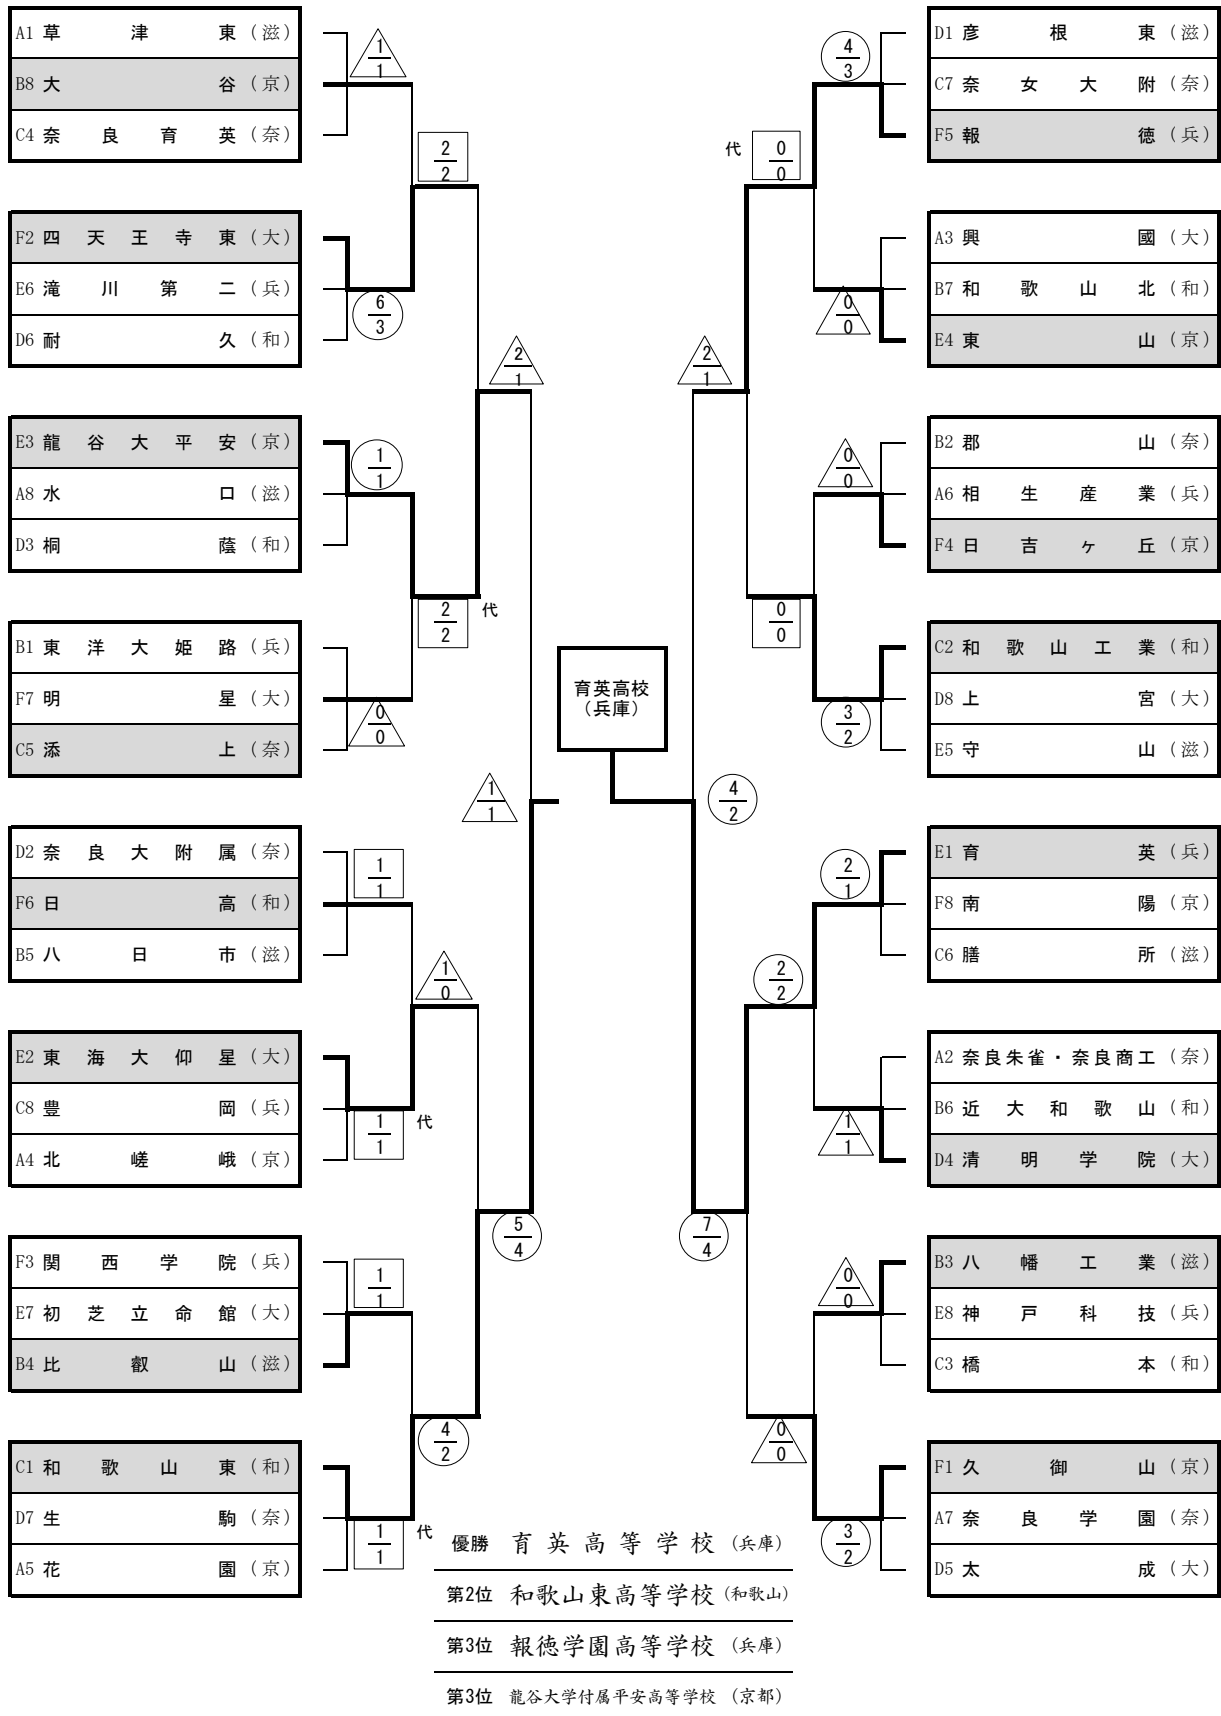 A1 草津東（滋）
B8 大谷（京）
C4 奈良育英（奈）
1
1
2
2
F2 四天王寺東（大）
E6 滝川第二（兵）
D6 耐久（和）
6
3
2
1
E3 龍谷大平安（京）
A8 水口（滋）
D3 桐蔭（和）
1
1
2
2
代
B1 東洋大姫路（兵）
F7 明星（大）
C5 添上（奈）
0
0
1
1
D2 奈良大附属（奈）
F6 日高（和）
B5 八日市（滋）
1
1
1
0
E2 東海大仰星（大）
C8 豊岡（兵）
A4 北嵯峨（京）
1
1
代
5
4
F3 関西学院（兵）
E7 初芝立命館（大）
B4 比叡山（滋）
1
1
4
2
C1 和歌山東（和）
D7 生駒（奈）
A5 花園（京）
1
1
代
育英高校
（兵庫）
D1 彦根東（滋）
C7 奈女大附（奈）
F5 報徳（兵）
4
3
代
0
0
A3 興國（大）
B7 和歌山北（和）
E4 東山（京）
0
0
2
1
B2 郡山（奈）
A6 相生産業（兵）
F4 日吉ヶ丘（京）
0
0
0
0
C2 和歌山工業（和）
D8 上宮（大）
E5 守山（滋）
3
2
4
2
E1 育英（兵）
F8 南陽（京）
C6 膳所（滋）
2
1
2
2
A2 奈良朱雀・奈良商工（奈）
B6 近大和歌山（和）
D4 清明学院（大）
1
1
7
4
B3 八幡工業（滋）
E8 神戸科技（兵）
C3 橋本（和）
0
0
0
0
F1 久御山（京）
A7 奈良学園（奈）
D5 太成（大）
3
2
優勝 育英高等学校（兵庫）
第2位 和歌山東高等学校（和歌山）
第3位 報徳学園高等学校（兵庫）
第3位 龍谷大学付属平安高等学校（京都）